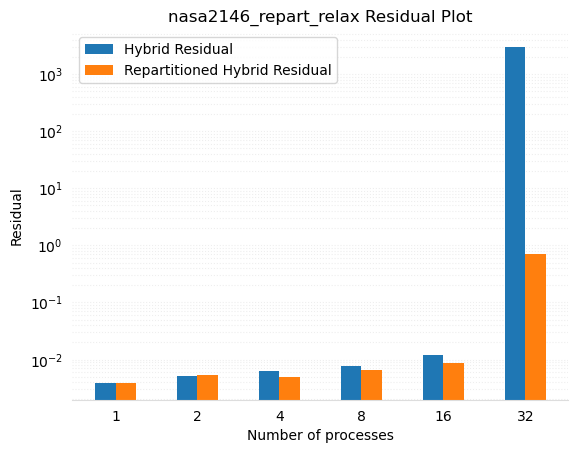 nasa2146_repart_relax Residual Plot
Hybrid Residual
Repartitioned Hybrid Residual
Residual
10³
10²
10¹
10⁰
10⁻¹
10⁻²
1 2 4 8 16 32
Number of processes